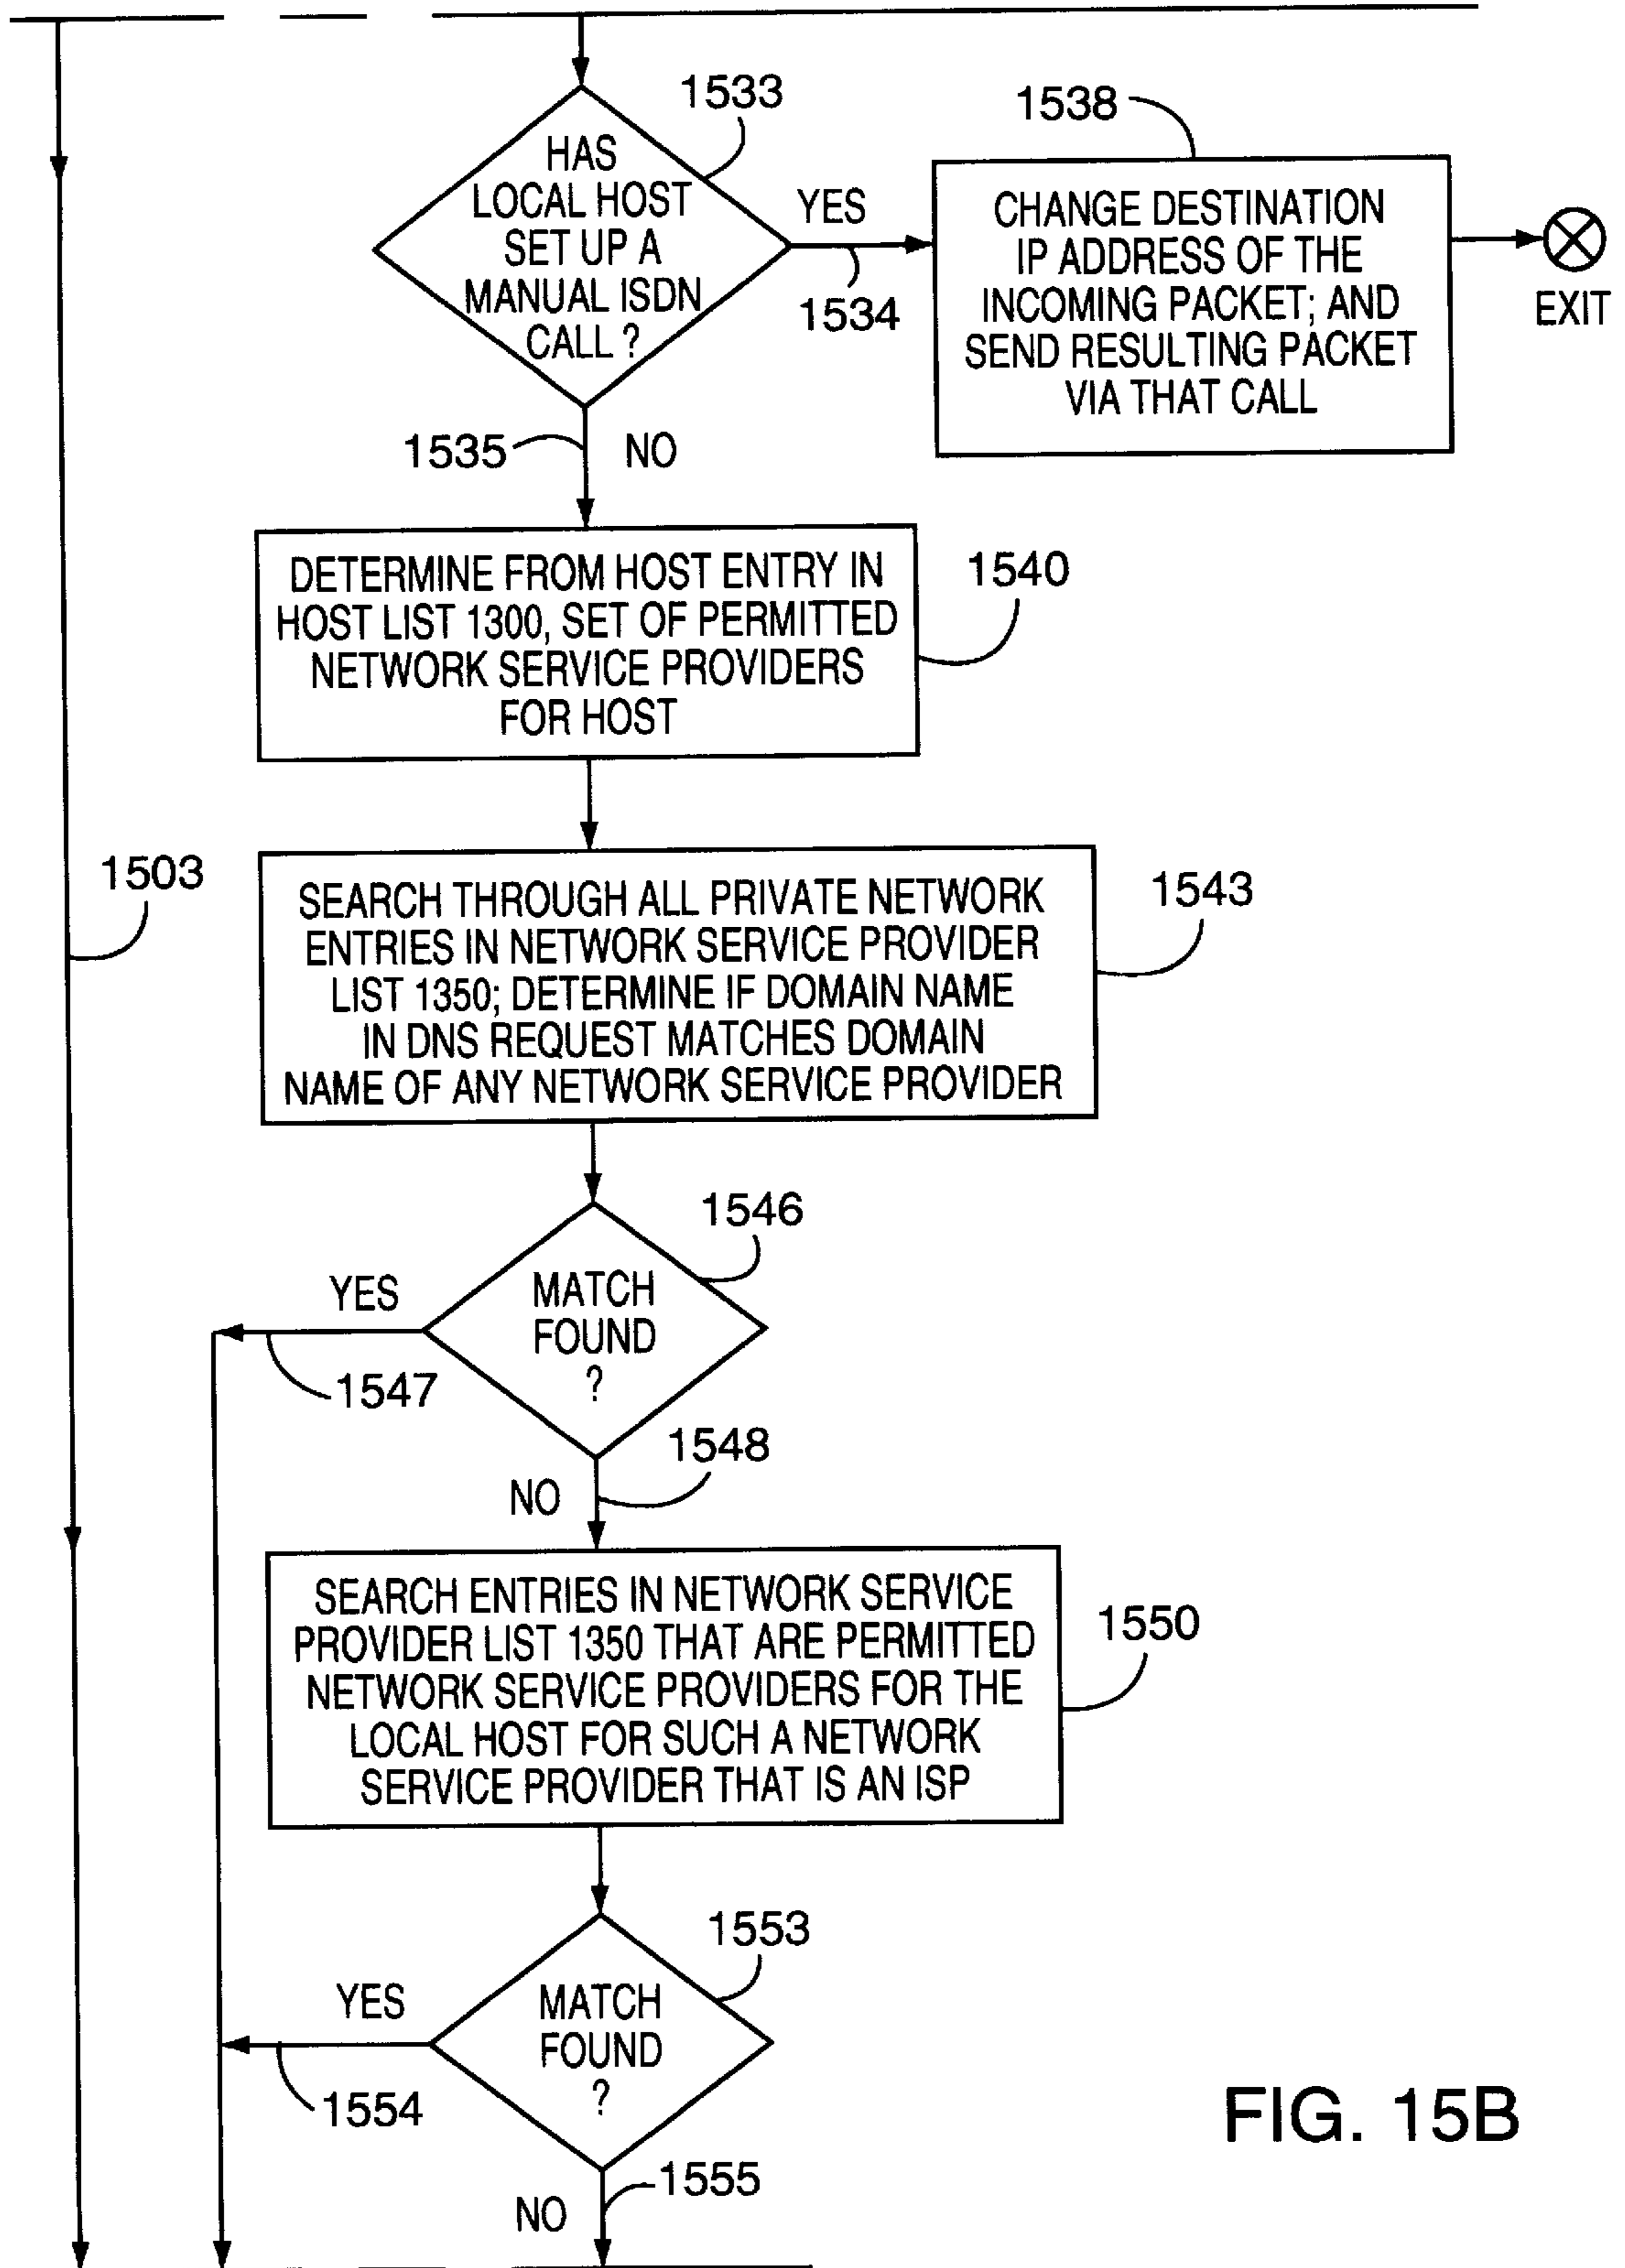 1533
HAS
LOCAL HOST
SET UP A
MANUAL ISDN
CALL ?
YES
1534
1538
CHANGE DESTINATION
IP ADDRESS OF THE
INCOMING PACKET; AND
SEND RESULTING PACKET
VIA THAT CALL
EXIT
1535
NO
DETERMINE FROM HOST ENTRY IN
HOST LIST 1300, SET OF PERMITTED
NETWORK SERVICE PROVIDERS
FOR HOST
1540
1503
SEARCH THROUGH ALL PRIVATE NETWORK
ENTRIES IN NETWORK SERVICE PROVIDER
LIST 1350; DETERMINE IF DOMAIN NAME
IN DNS REQUEST MATCHES DOMAIN
NAME OF ANY NETWORK SERVICE PROVIDER
1543
1546
MATCH
FOUND
?
YES
1547
1548
NO
SEARCH ENTRIES IN NETWORK SERVICE
PROVIDER LIST 1350 THAT ARE PERMITTED
NETWORK SERVICE PROVIDERS FOR THE
LOCAL HOST FOR SUCH A NETWORK
SERVICE PROVIDER THAT IS AN ISP
1550
1553
MATCH
FOUND
?
YES
1554
1555
NO
FIG. 15B